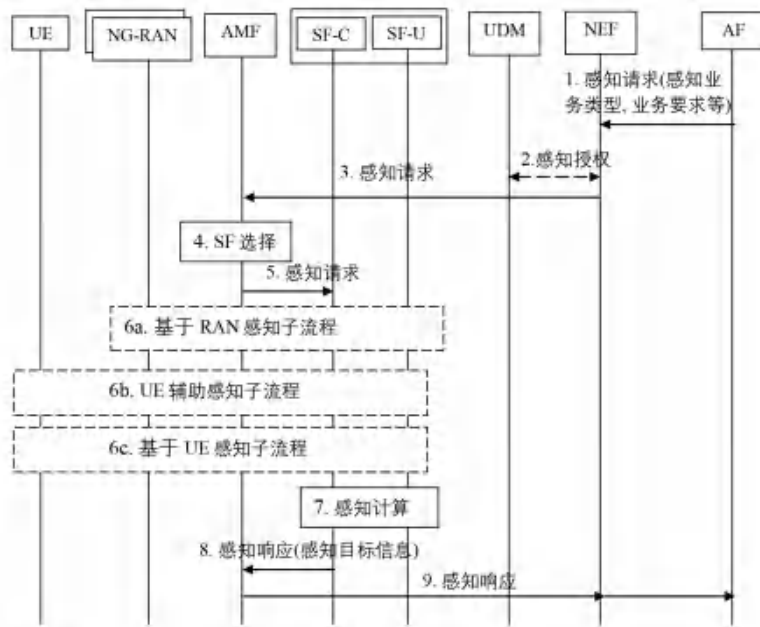 UE
NG-RAN
AMF
SF-C
SF-U
UDM
NEF
AF
1. 感知请求(感知业
务类型, 业务要求等)
2.感知授权
3. 感知请求
4. SF 选择
5. 感知请求
6a. 基于 RAN 感知子流程
6b. UE 辅助感知子流程
6c. 基于 UE 感知子流程
7. 感知计算
8. 感知响应(感知目标信息)
9. 感知响应